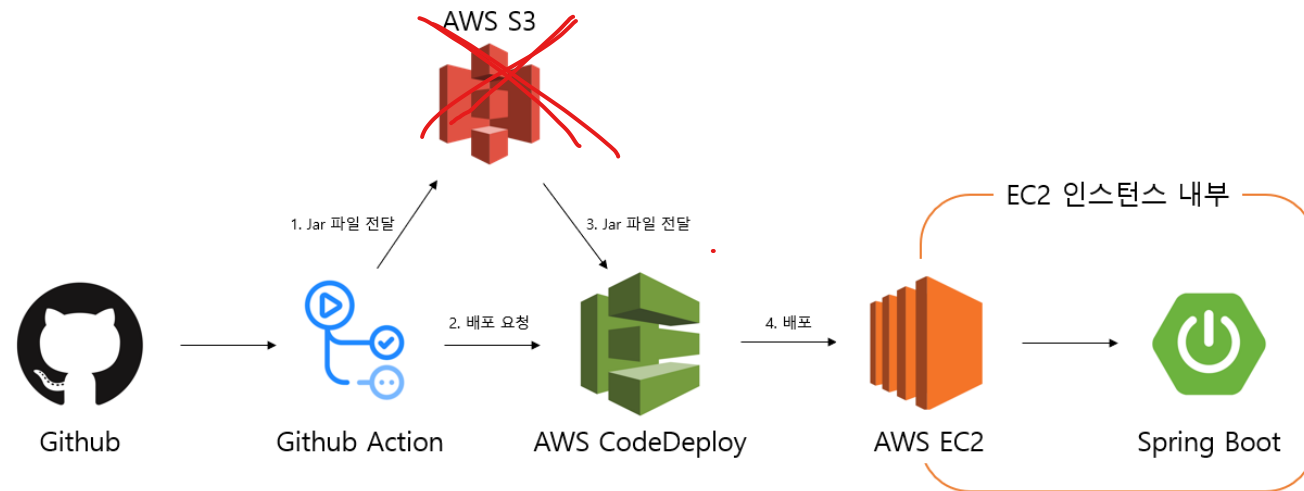 AWS S3
EC2 인스턴스 내부
1. Jar 파일 전달
3. Jar 파일 전달
2. 배포 요청
4. 배포
Github
Github Action
AWS CodeDeploy
AWS EC2
Spring Boot